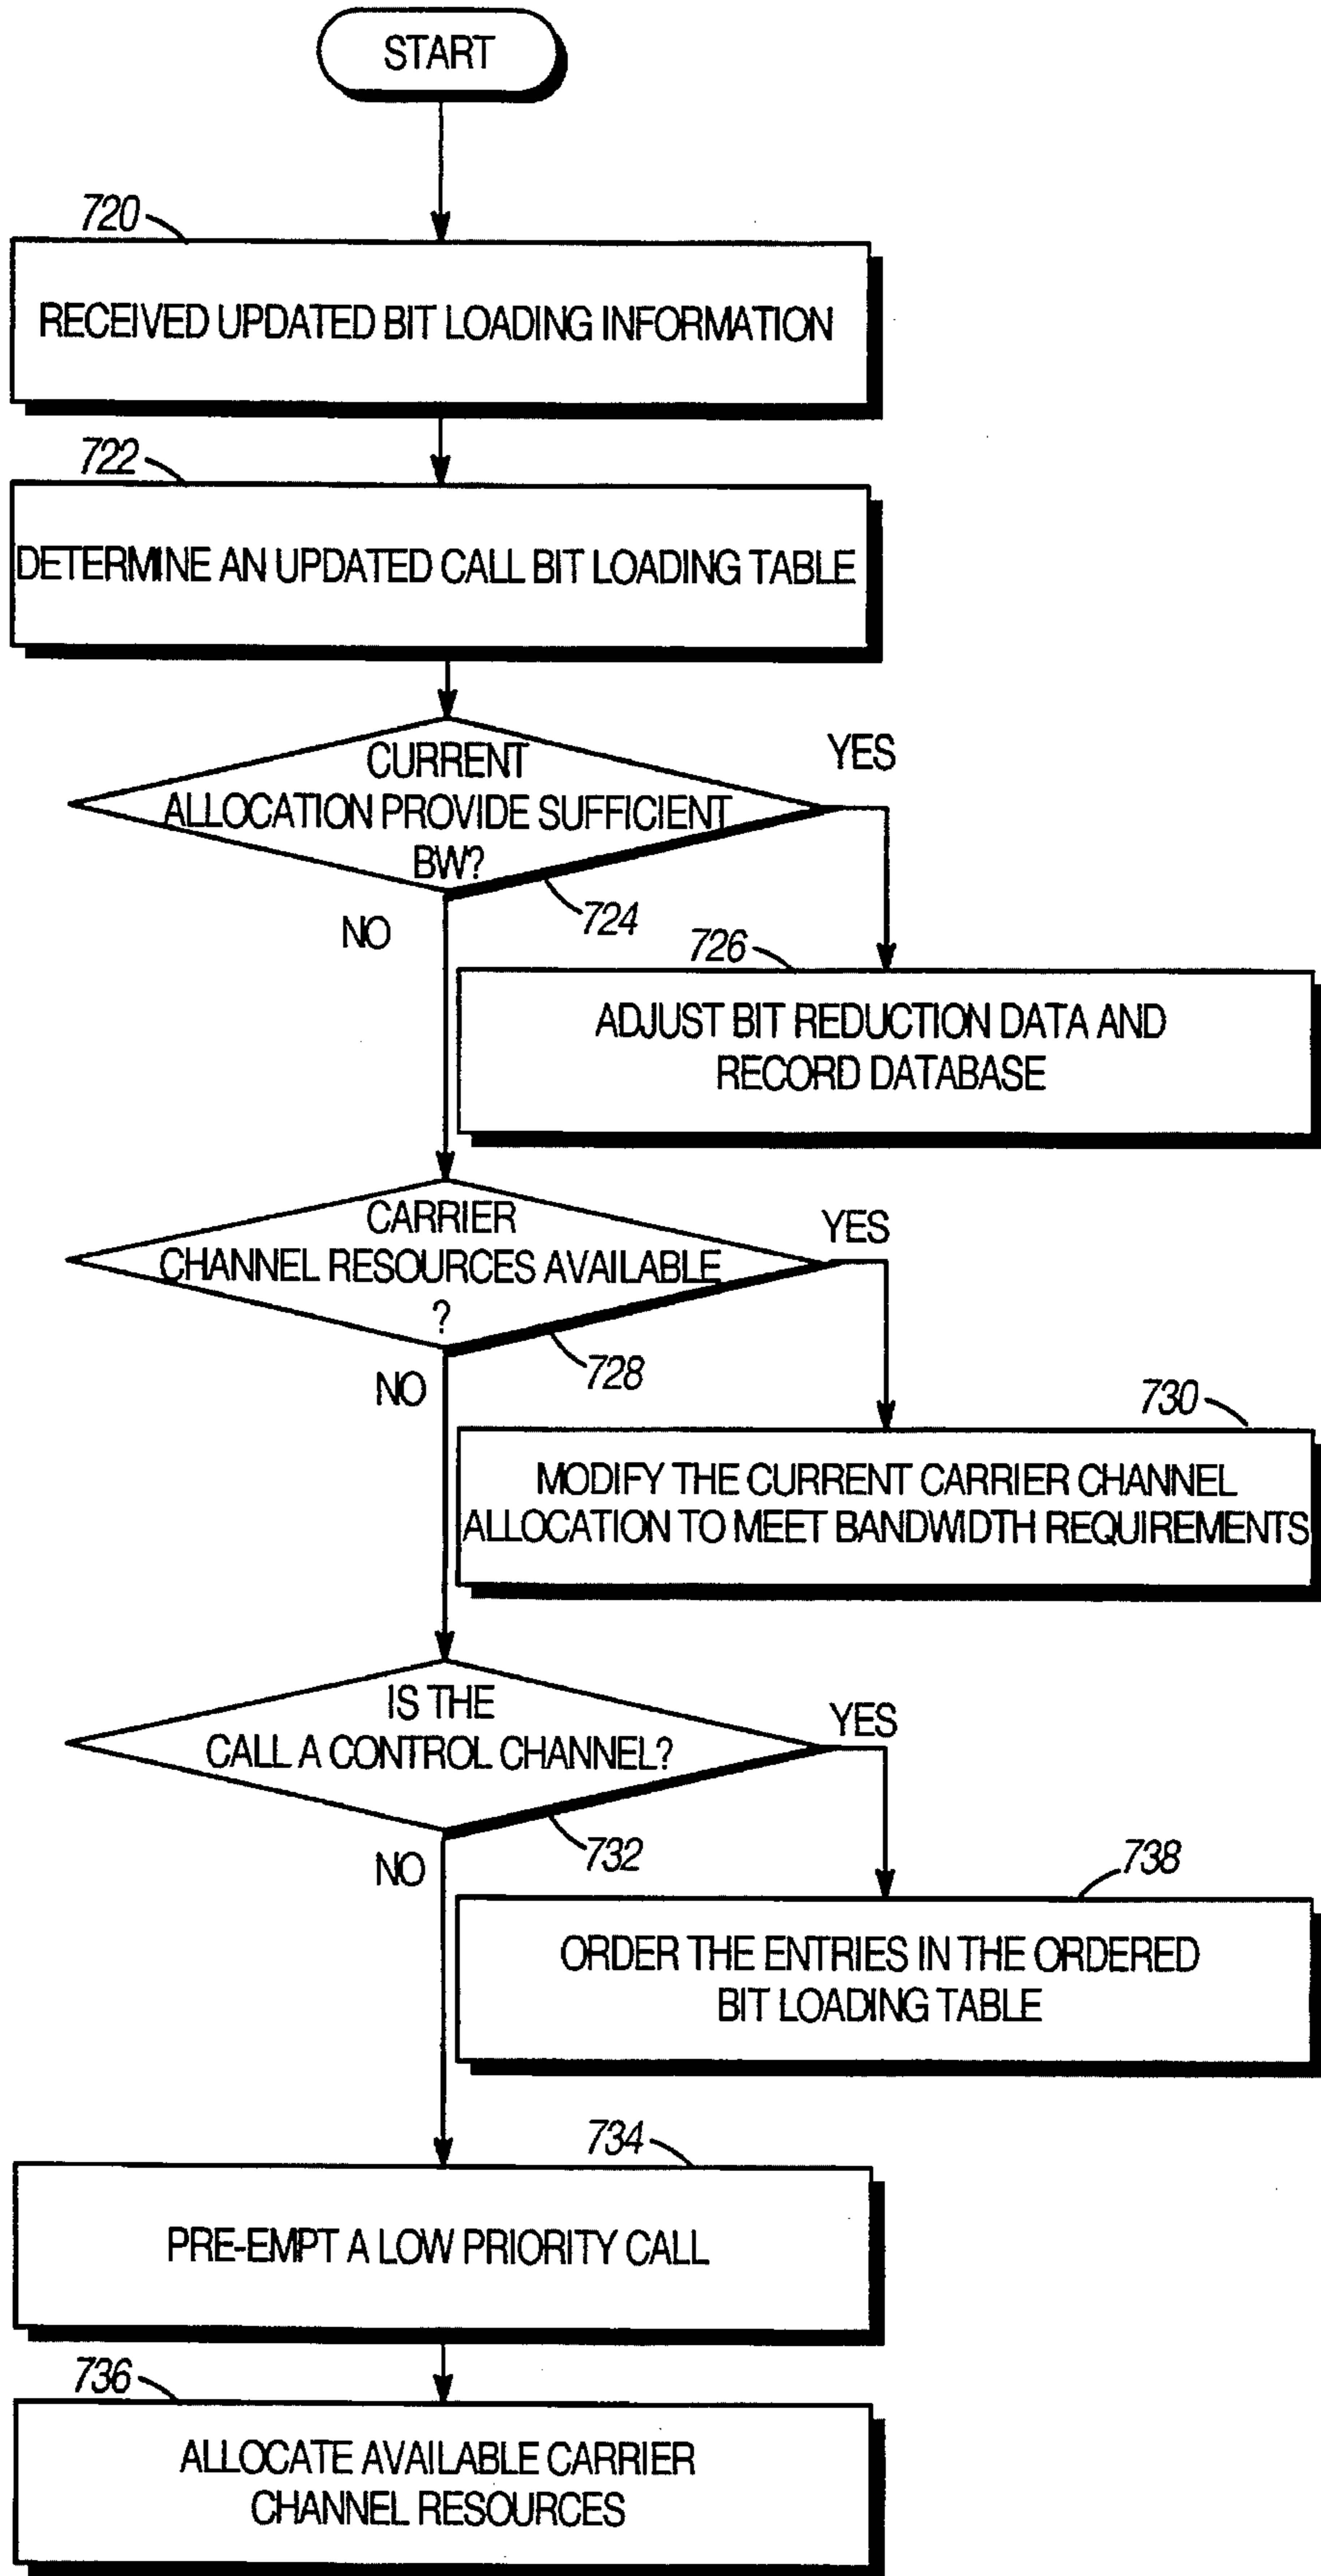 START
720
RECEIVED UPDATED BIT LOADING INFORMATION
722
DETERMINE AN UPDATED CALL BIT LOADING TABLE
CURRENT
ALLOCATION PROVIDE SUFFICIENT
BW?
YES
724
NO
726
ADJUST BIT REDUCTION DATA AND
RECORD DATABASE
CARRIER
CHANNEL RESOURCES AVAILABLE
?
YES
728
NO
730
MODIFY THE CURRENT CARRIER CHANNEL
ALLOCATION TO MEET BANDWIDTH REQUIREMENTS
IS THE
CALL A CONTROL CHANNEL?
YES
732
NO
738
ORDER THE ENTRIES IN THE ORDERED
BIT LOADING TABLE
734
PRE-EMPT A LOW PRIORITY CALL
736
ALLOCATE AVAILABLE CARRIER
CHANNEL RESOURCES